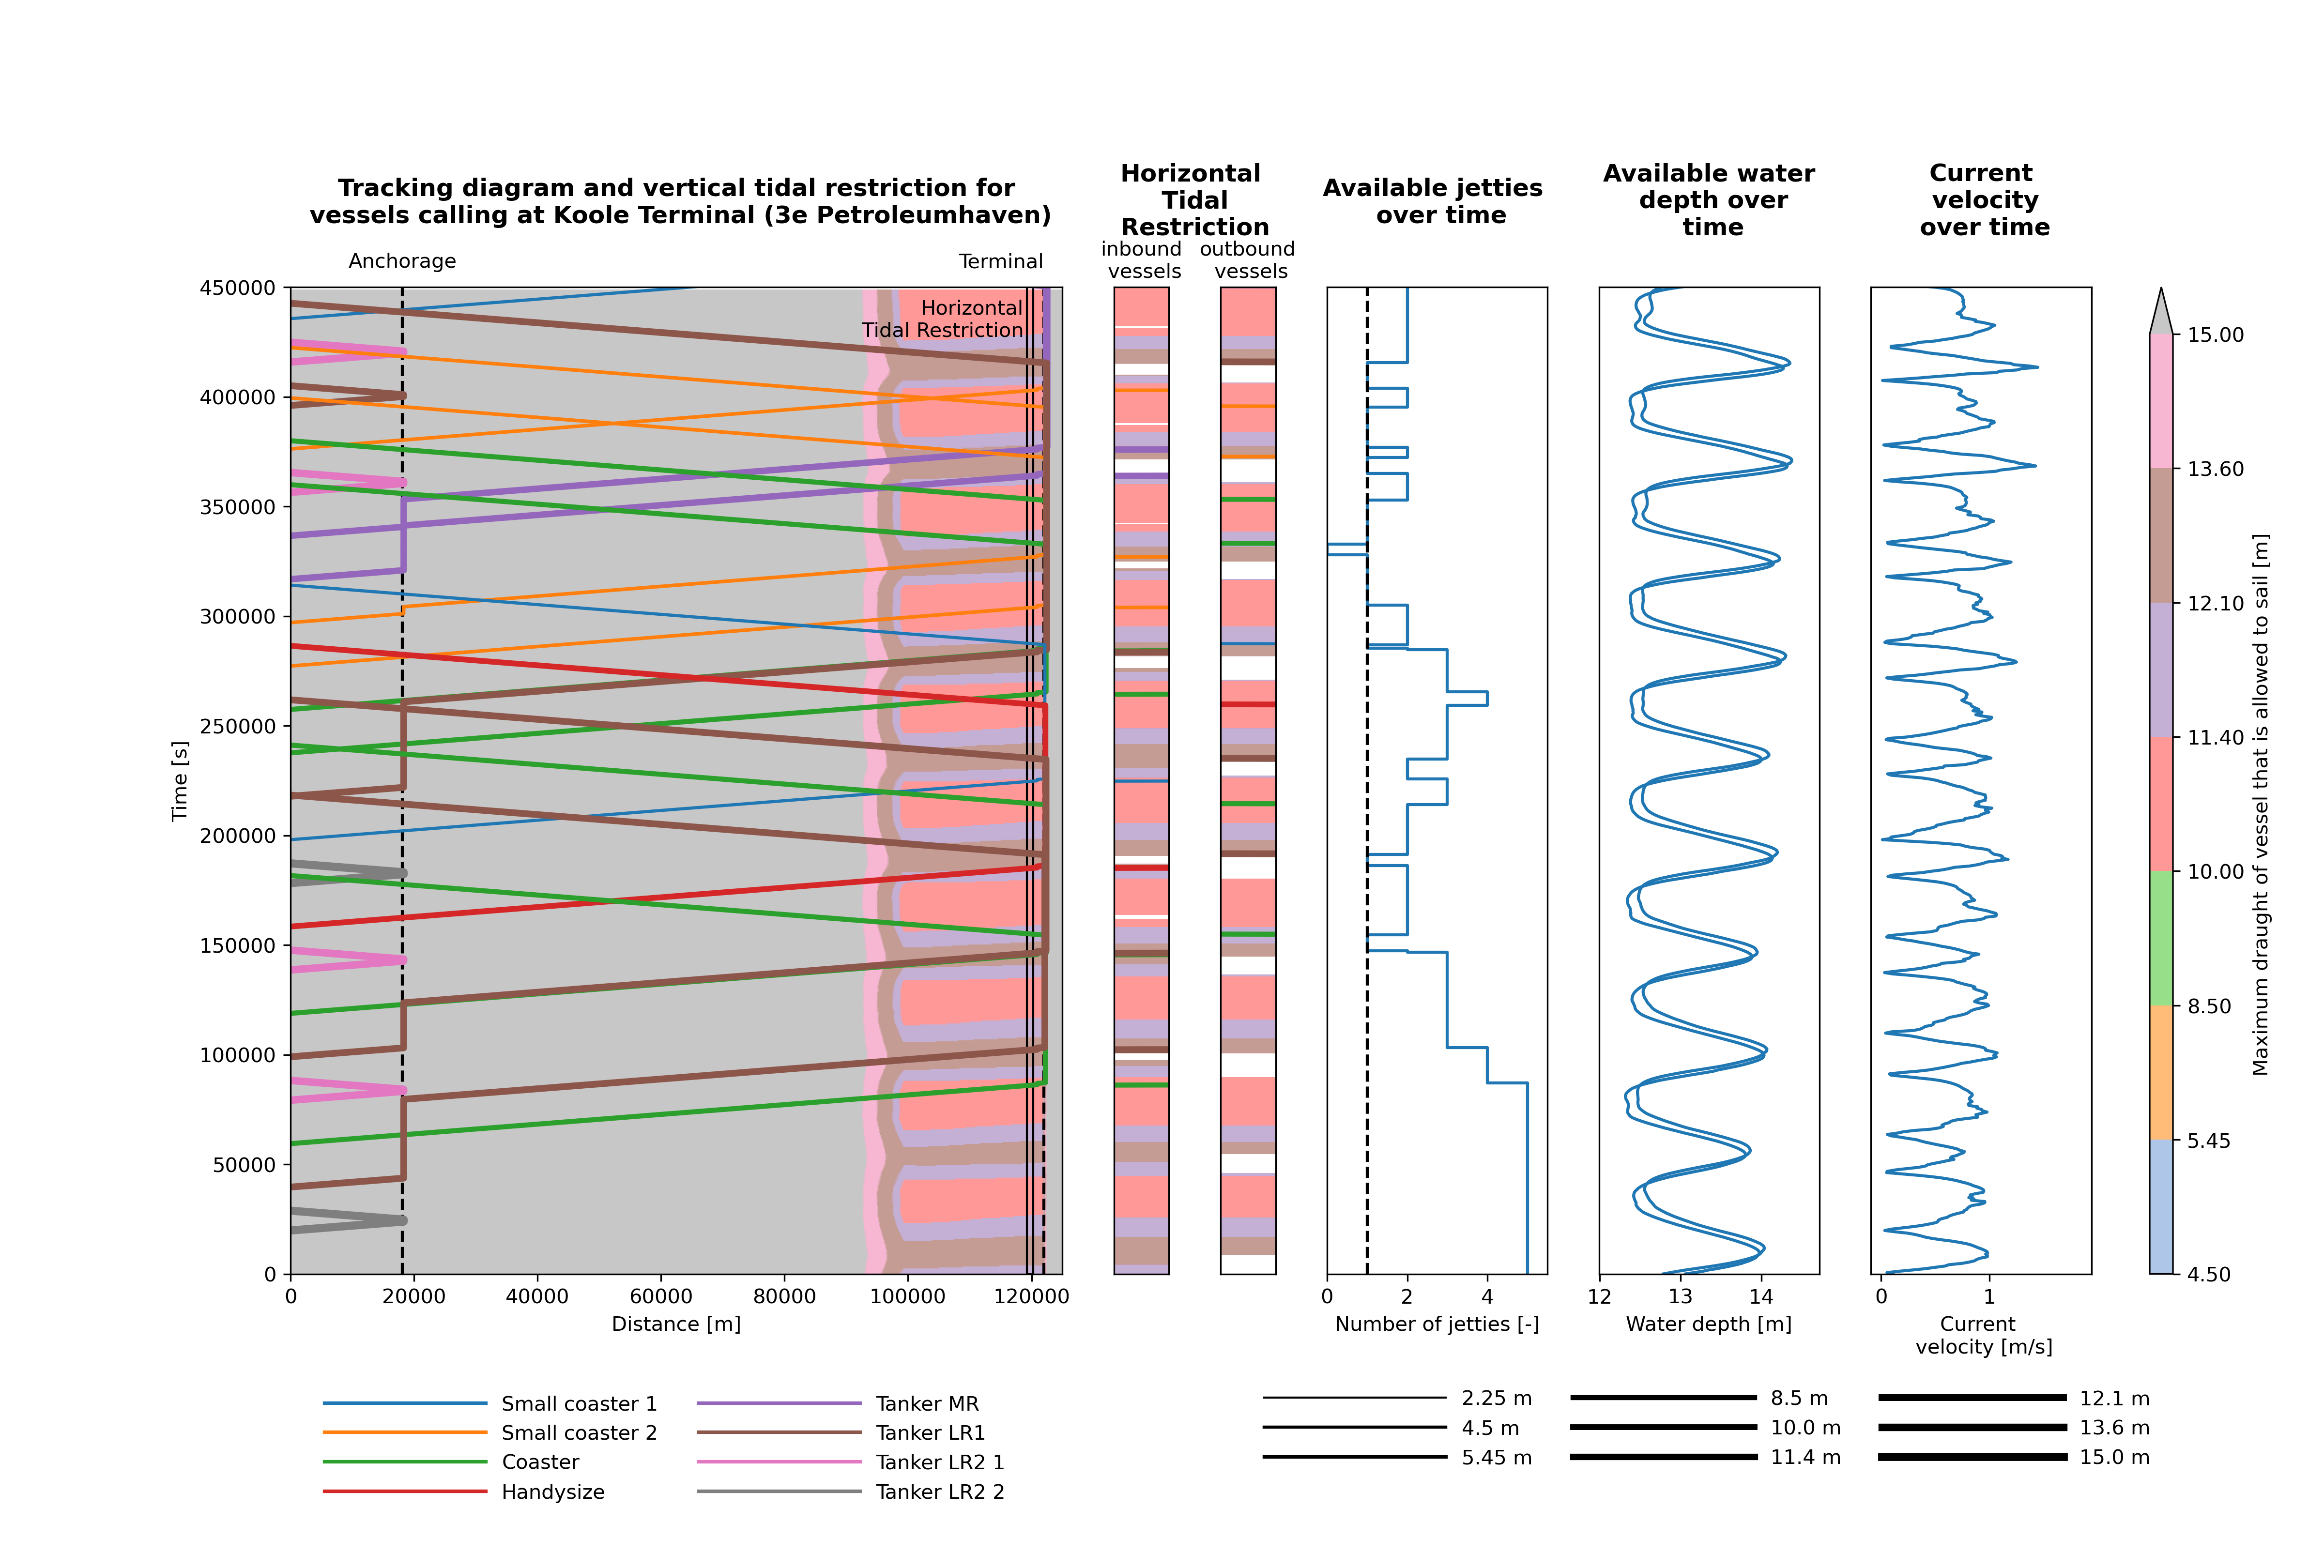 Tracking diagram and vertical tidal restriction for
vessels calling at Koole Terminal (3e Petroleumhaven)
Horizontal
Tidal
Restriction
Available jetties
over time
Available water
depth over
time
Current
velocity
over time
Anchorage
Terminal
inbound
vessels
outbound
vessels
Horizontal
Tidal Restriction
450000
400000
350000
300000
250000
200000
150000
100000
50000
0
Time [s]
0
20000
40000
60000
80000
100000
120000
Distance [m]
0
2
4
Number of jetties [-]
12
13
14
Water depth [m]
0
1
Current
velocity [m/s]
15.00
13.60
12.10
11.40
10.00
8.50
5.45
4.50
Maximum draught of vessel that is allowed to sail [m]
Small coaster 1
Small coaster 2
Coaster
Handysize
Tanker MR
Tanker LR1
Tanker LR2 1
Tanker LR2 2
2.25 m
4.5 m
5.45 m
8.5 m
10.0 m
11.4 m
12.1 m
13.6 m
15.0 m